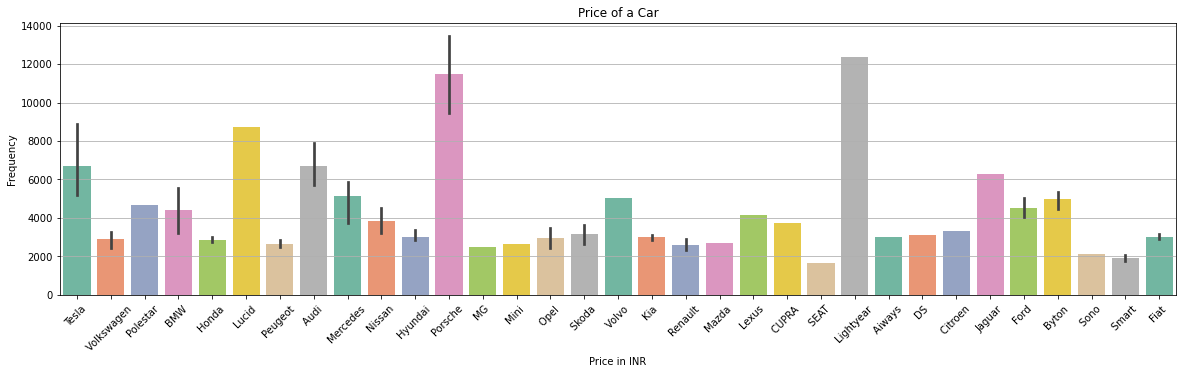 Price of a Car
14000
12000
10000
8000
6000
4000
2000
0
Frequency
Tesla
Volkswagen
Polestar
BMW
Honda
Lucid
Peugeot
Audi
Mercedes
Nissan
Hyundai
Porsche
MG
Mini
Opel
Skoda
Volvo
Kia
Renault
Mazda
Lexus
CUPRA
SEAT
Lightyear
Aiways
DS
Citroen
Jaguar
Ford
Byton
Sono
Smart
Fiat
Price in INR